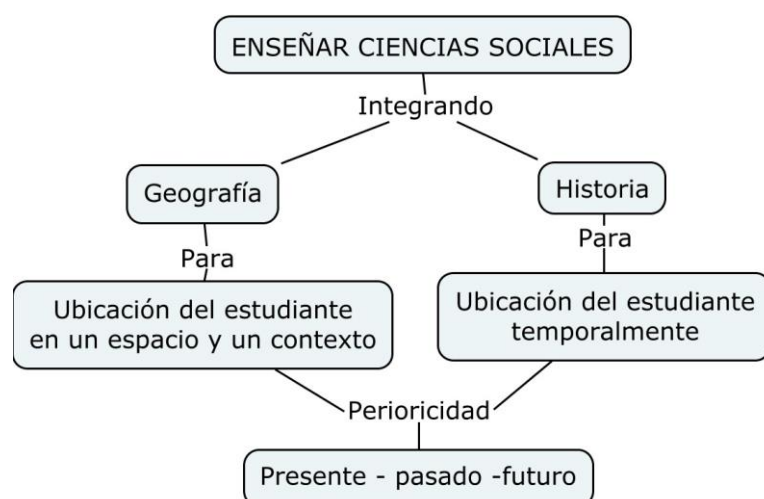 ENSEÑAR CIENCIAS SOCIALES
Integrando
Geografía
Historia
Para
Para
Ubicación del estudiante
en un espacio y un contexto
Ubicación del estudiante
temporalmente
Perioricidad
Presente - pasado -futuro